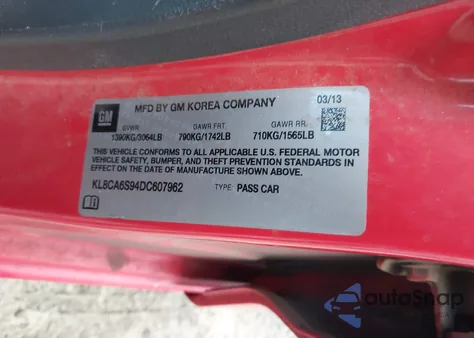 GM
MFD BY GM KOREA COMPANY
03/13
GVWR GAWR FRT. GAWR RR.
1390KG/3064LB 790KG/1742LB 710KG/1565LB
THIS VEHICLE CONFORMS TO ALL APPLICABLE U.S. FEDERAL MOTOR
VEHICLE SAFETY, BUMPER, AND THEFT PREVENTION STANDARDS IN
EFFECT ON THE DATE OF MANUFACTURE SHOWN ABOVE.
KL8CA6S94DC607962 TYPE: PASS CAR
autoSnap